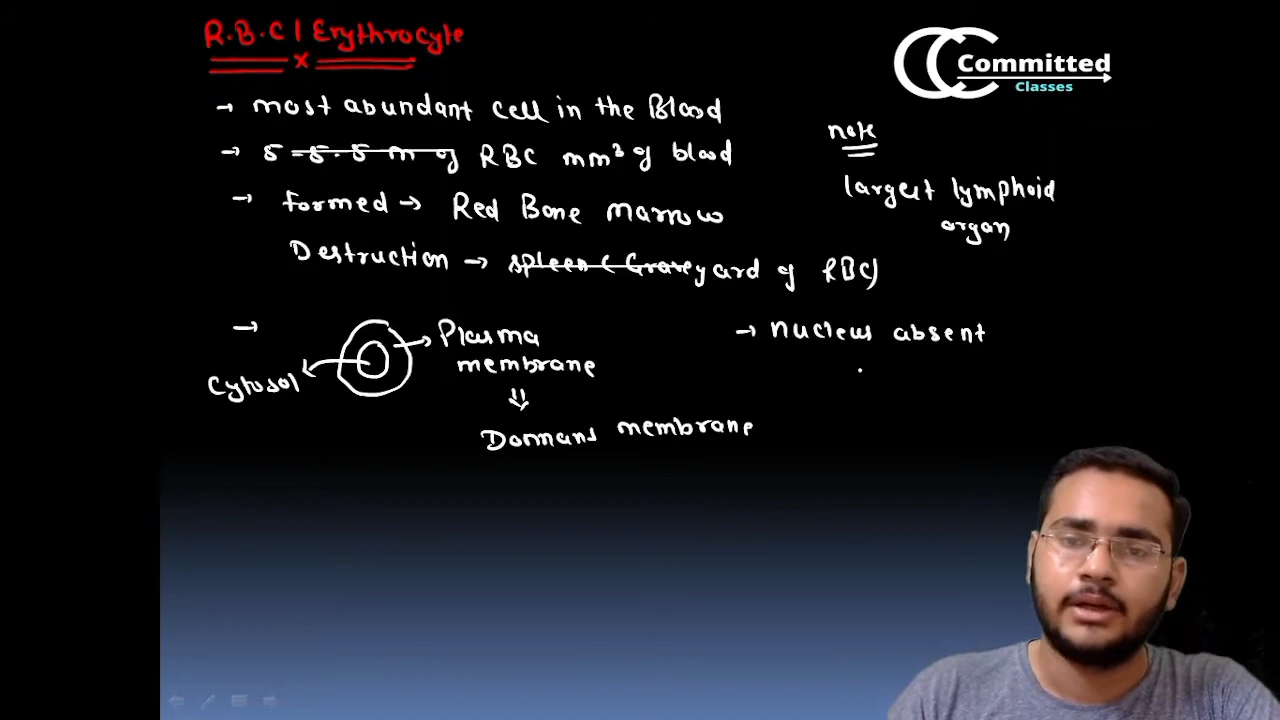 R.B.C | Erythrocyte
Committed
Classes
→ most abundant cell in the Blood
note
→ 5-5.5 m of RBC mm³ of blood
largest lymphoid
organ
→ formed → Red Bone marrow
Destruction → spleen ( Graveyard of RBC)
→ Plasma
membrane
→ nucleus absent
Cytosol
Domans membrane